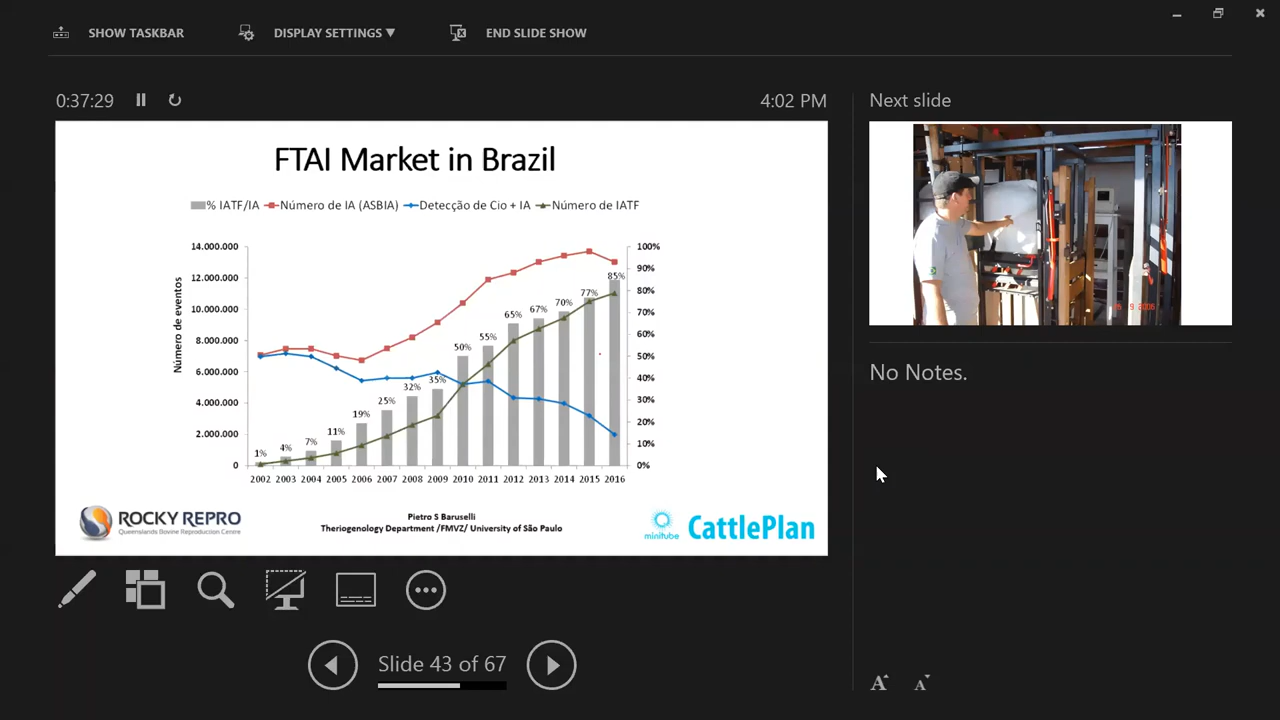 SHOW TASKBAR
DISPLAY SETTINGS ▼
END SLIDE SHOW
0:37:29
4:02 PM
Next slide
FTAI Market in Brazil
% IATF/IA Número de IA (ASBIA) Detecção de Cio + IA Número de IATF
Número de eventos
14.000.000
12.000.000
10.000.000
8.000.000
6.000.000
4.000.000
2.000.000
0
100%
90%
80%
70%
60%
50%
40%
30%
20%
10%
0%
1% 4% 7% 11% 19% 25% 32% 35% 50% 55% 65% 67% 70% 77% 85%
2002 2003 2004 2005 2006 2007 2008 2009 2010 2011 2012 2013 2014 2015 2016
ROCKY REPRO
Queenslands Bovine Reproduction Centre
Pietro S Baruselli
Theriogenology Department /FMVZ/ University of São Paulo
minitube
CattlePlan
9 2006
No Notes.
Slide 43 of 67
A A